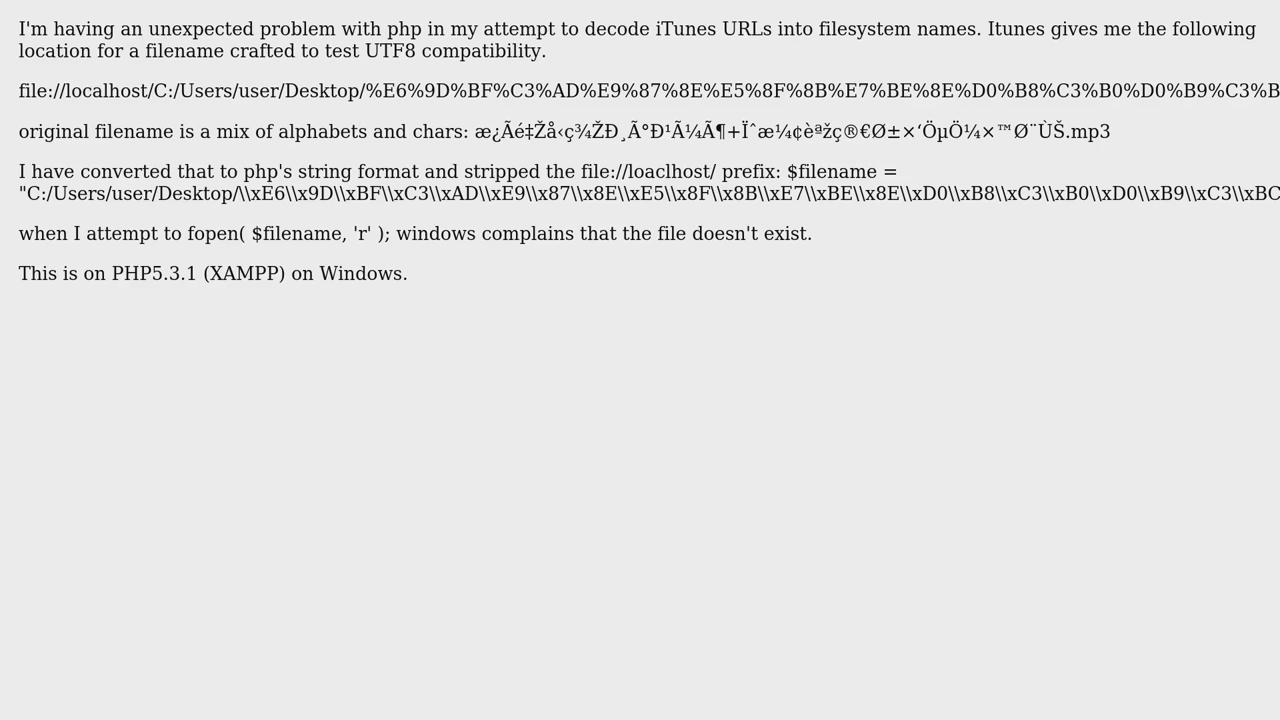 I'm having an unexpected problem with php in my attempt to decode iTunes URLs into filesystem names. Itunes gives me the following
location for a filename crafted to test UTF8 compatibility.
file://localhost/C:/Users/user/Desktop/%E6%9D%BF%C3%AD%E9%87%8E%E5%8F%8B%E7%BE%8E%D0%B8%C3%B0%D0%B9%C3%B
original filename is a mix of alphabets and chars: æ¿Ãé‡Žå‹ç¾ŽÐ¸Ã°Ð¹Ã¼Ã¶+Ïˆæ¼¢èªžç®€Ø±×‘ÖµÖ¼×™Ø¨ÙŠ.mp3
I have converted that to php's string format and stripped the file://loaclhost/ prefix: $filename =
"C:/Users/user/Desktop/\\xE6\\x9D\\xBF\\xC3\\xAD\\xE9\\x87\\x8E\\xE5\\x8F\\x8B\\xE7\\xBE\\x8E\\xD0\\xB8\\xC3\\xB0\\xD0\\xB9\\xC3\\xBC
when I attempt to fopen( $filename, 'r' ); windows complains that the file doesn't exist.
This is on PHP5.3.1 (XAMPP) on Windows.